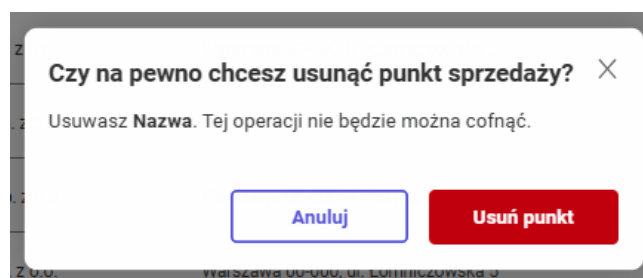 Czy na pewno chcesz usunąć punkt sprzedaży?
Usuwasz Nazwa. Tej operacji nie będzie można cofnąć.
Anuluj
Usuń punkt
z o.o.